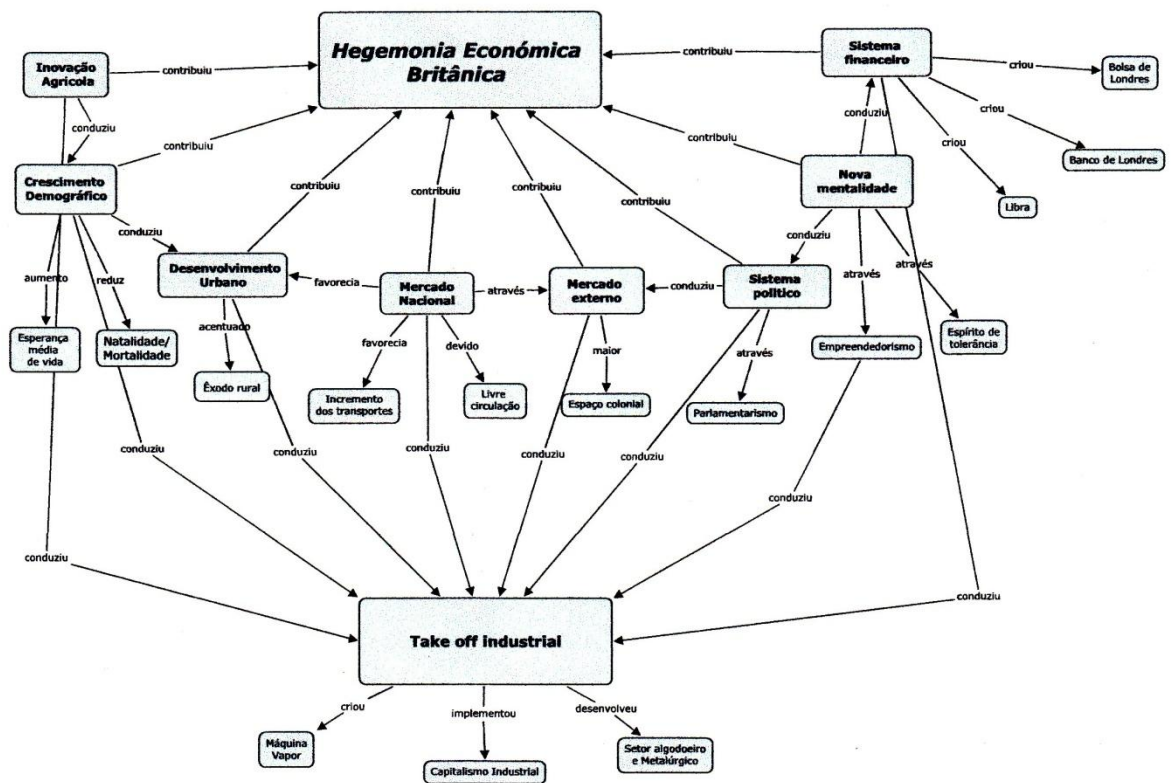 Hegemonia Económica
Britânica
Inovação
Agricola
contribuiu
contribuiu
Sistema
financeiro
criou
Bolsa de
Londres
conduziu
criou
Banco de Londres
criou
Libra
contribuiu
conduziu
contribuiu
Nova
mentalidade
Crescimento
Demográfico
contribuiu
contribuiu
contribuiu
contribuiu
conduziu
conduziu
Desenvolvimento
Urbano
favorecia
Mercado
Nacional
através
Mercado
externo
conduziu
Sistema
politico
através
através
aumento
reduz
acentuado
Esperança
média
de vida
Natalidade/
Mortalidade
Êxodo rural
favorecia
devido
maior
através
Empreendedorismo
Espírito de
tolerância
Incremento
dos transportes
Livre
circulação
Espaço colonial
Parlamentarismo
conduziu
conduziu
conduziu
conduziu
conduziu
conduziu
conduziu
conduziu
Take off industrial
criou
implementou
desenvolveu
Máquina
Vapor
Capitalismo Industrial
Setor algodoeiro
e Metalúrgico